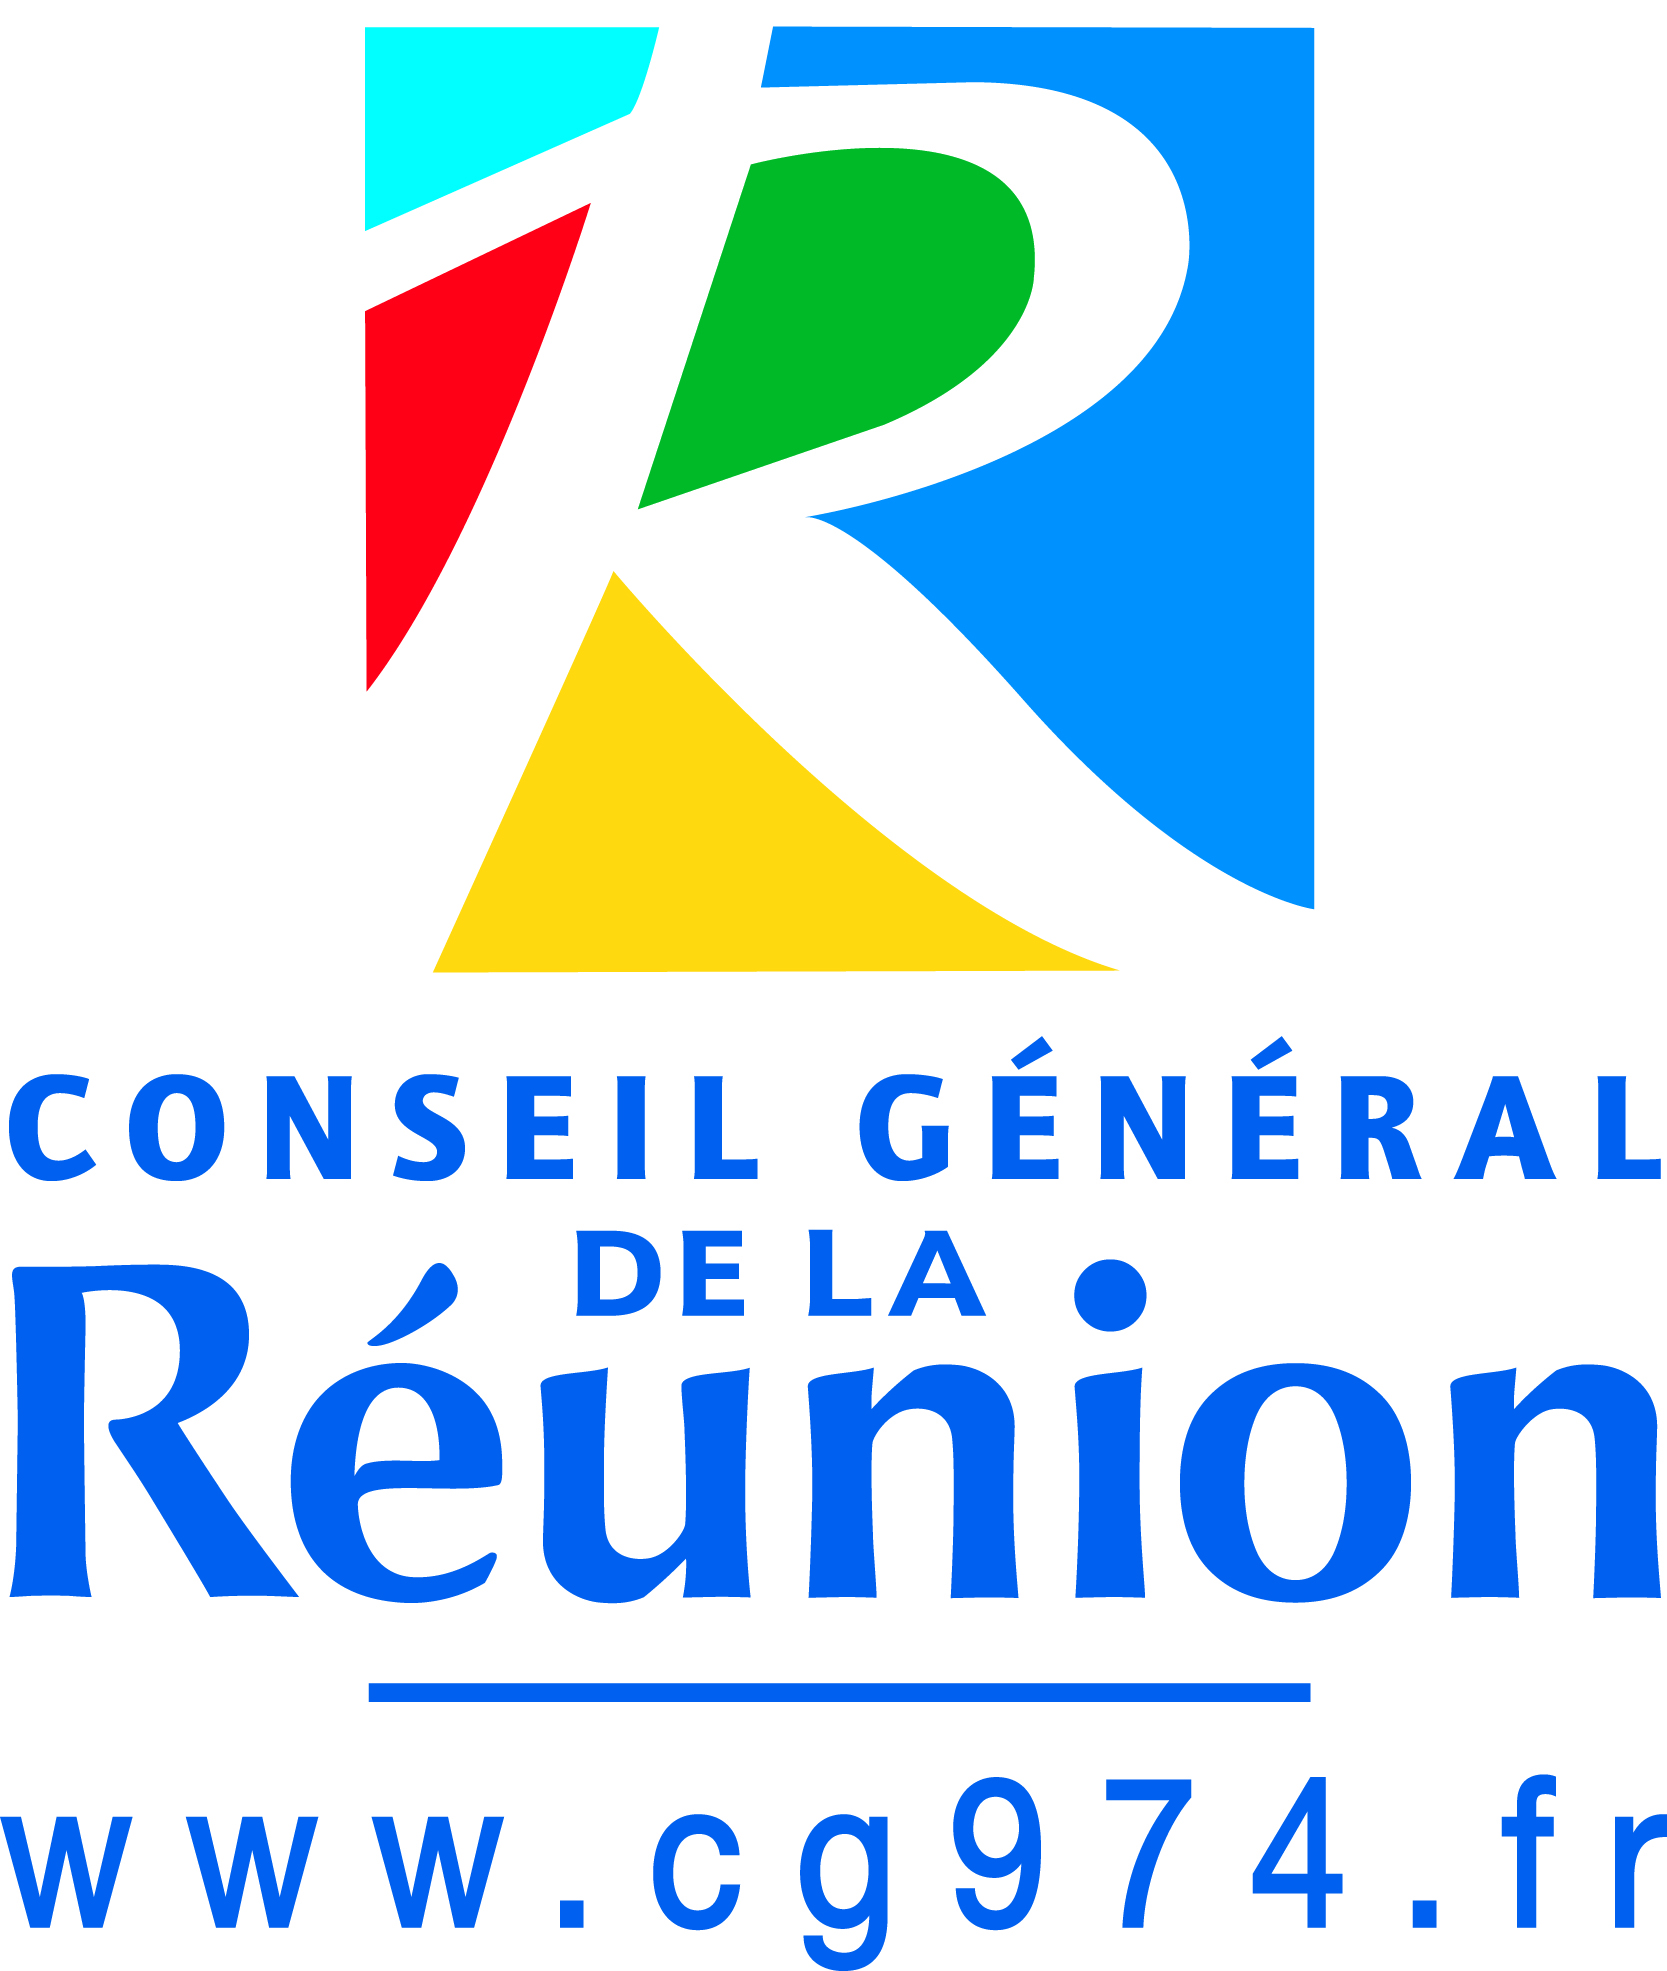 R
CONSEIL GÉNÉRAL
DE LA
Réunion
www.cg974.fr